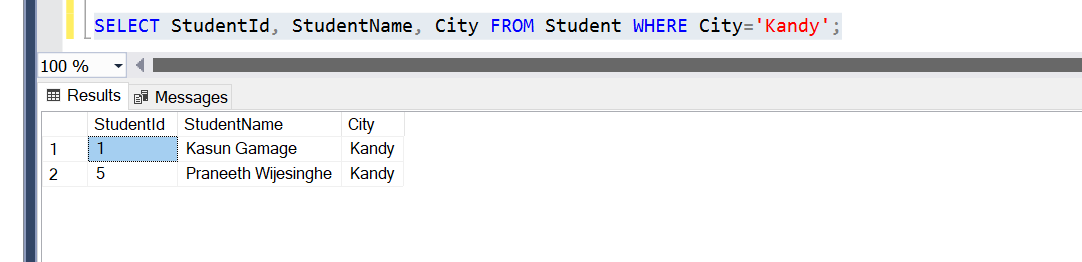 SELECT StudentId, StudentName, City FROM Student WHERE City='Kandy';
100 %
Results Messages
StudentId StudentName City
1 1 Kasun Gamage Kandy
2 5 Praneeth Wijesinghe Kandy